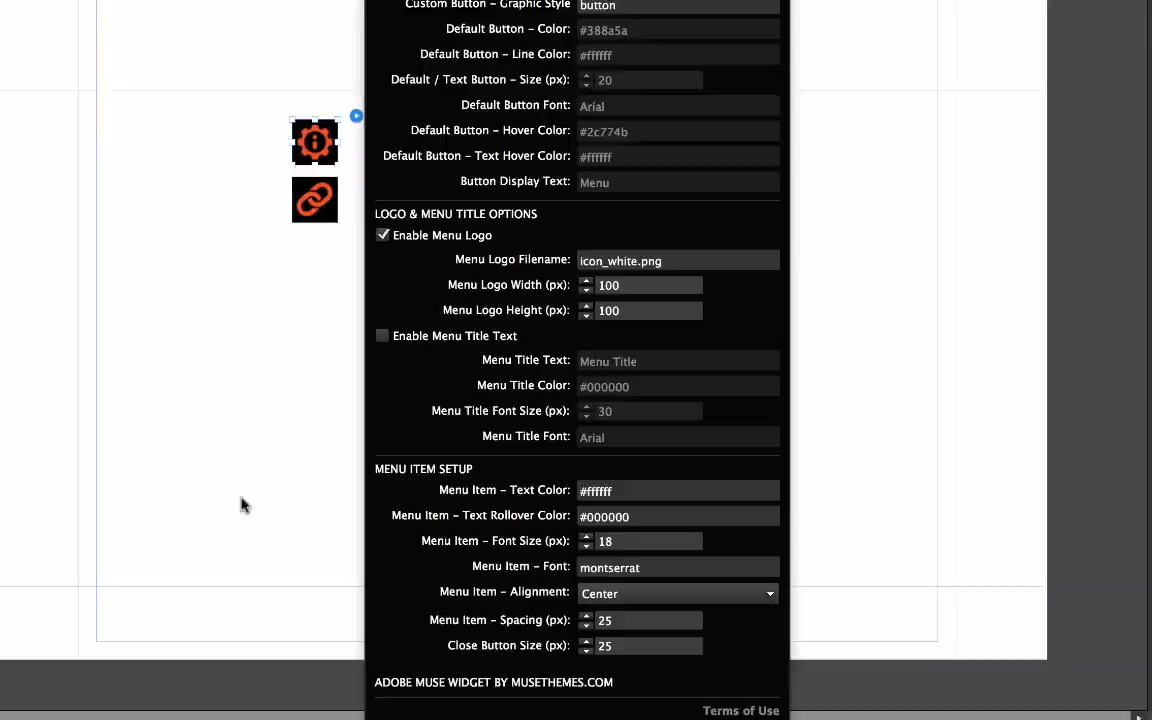 Custom Button - Graphic Style button
Default Button - Color: #388a5a
Default Button - Line Color: #ffffff
Default / Text Button - Size (px): 20
Default Button Font: Arial
Default Button - Hover Color: #2c774b
Default Button - Text Hover Color: #ffffff
Button Display Text: Menu
LOGO & MENU TITLE OPTIONS
Enable Menu Logo
Menu Logo Filename: icon_white.png
Menu Logo Width (px): 100
Menu Logo Height (px): 100
Enable Menu Title Text
Menu Title Text: Menu Title
Menu Title Color: #000000
Menu Title Font Size (px): 30
Menu Title Font: Arial
MENU ITEM SETUP
Menu Item - Text Color: #ffffff
Menu Item - Text Rollover Color: #000000
Menu Item - Font Size (px): 18
Menu Item - Font: montserrat
Menu Item - Alignment: Center
Menu Item - Spacing (px): 25
Close Button Size (px): 25
ADOBE MUSE WIDGET BY MUSETHEMES.COM
Terms of Use